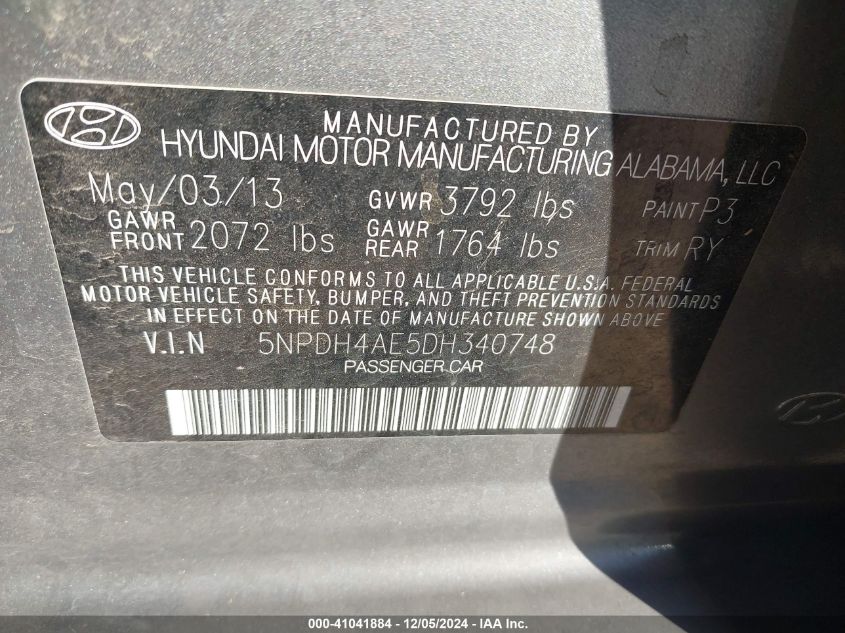 MANUFACTURED BY
HYUNDAI MOTOR MANUFACTURING ALABAMA, LLC
May/03/13 GVWR 3792 lbs PAINT P3
GAWR FRONT 2072 lbs GAWR REAR 1764 lbs TRIM RY
THIS VEHICLE CONFORMS TO ALL APPLICABLE U.S.A. FEDERAL
MOTOR VEHICLE SAFETY, BUMPER, AND THEFT PREVENTION STANDARDS
IN EFFECT ON THE DATE OF MANUFACTURE SHOWN ABOVE
V.I.N 5NPDH4AE5DH340748
PASSENGER CAR
000-41041884 - 12/05/2024 - IAA Inc.